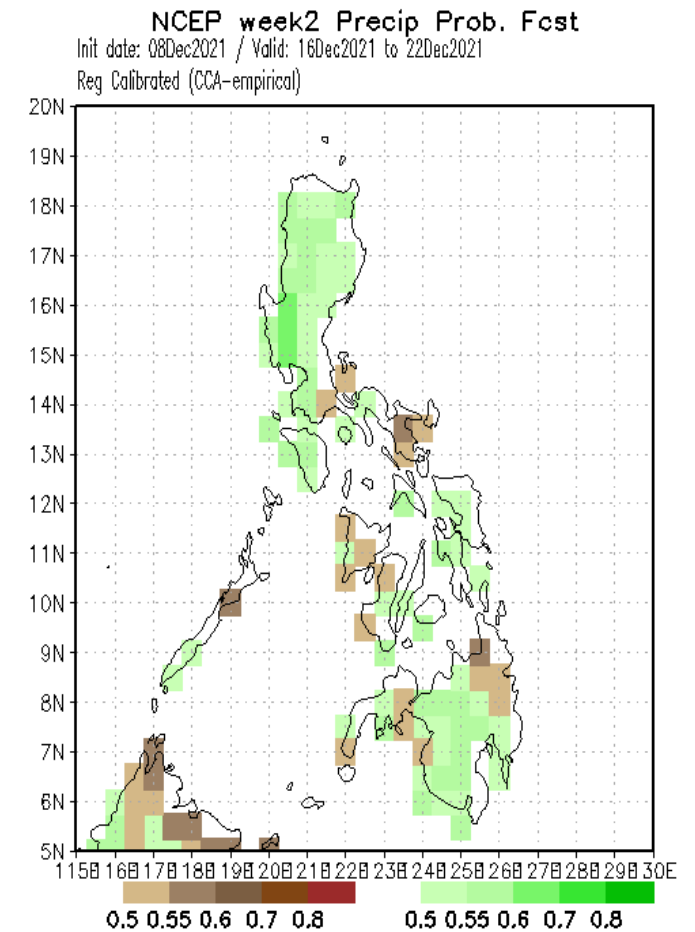 NCEP week2 Precip Prob. Fcst
Init date: 08Dec2021 / Valid: 16Dec2021 to 22Dec2021
Reg Calibrated (CCA-empirical)
20N
19N
18N
17N
16N
15N
14N
13N
12N
11N
10N
9N
8N
7N
6N
5N
115E 116E 117E 118E 119E 120E 121E 122E 123E 124E 125E 126E 127E 128E 129E 130E
0.5 0.55 0.6 0.7 0.8 0.5 0.55 0.6 0.7 0.8